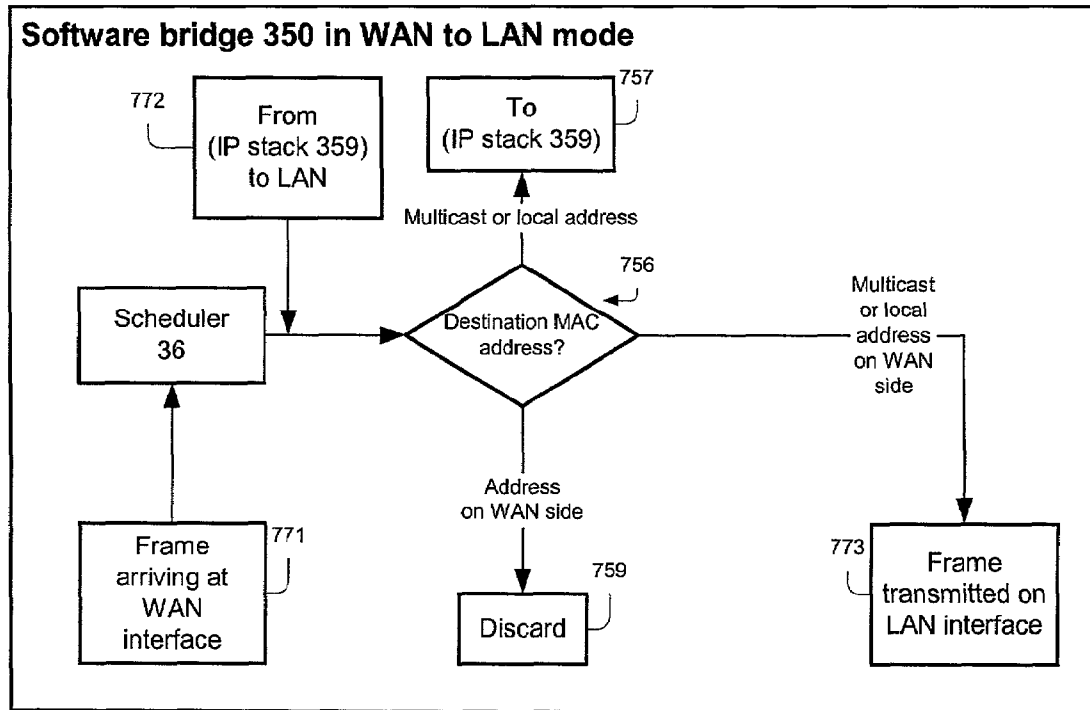 Software bridge 350 in WAN to LAN mode
772
From
(IP stack 359)
to LAN
757
To
(IP stack 359)
Multicast or local address
756
Scheduler
36
Destination MAC
address?
Multicast
or local
address
on WAN
side
Address
on WAN side
771
Frame
arriving at
WAN
interface
759
Discard
773
Frame
transmitted on
LAN interface